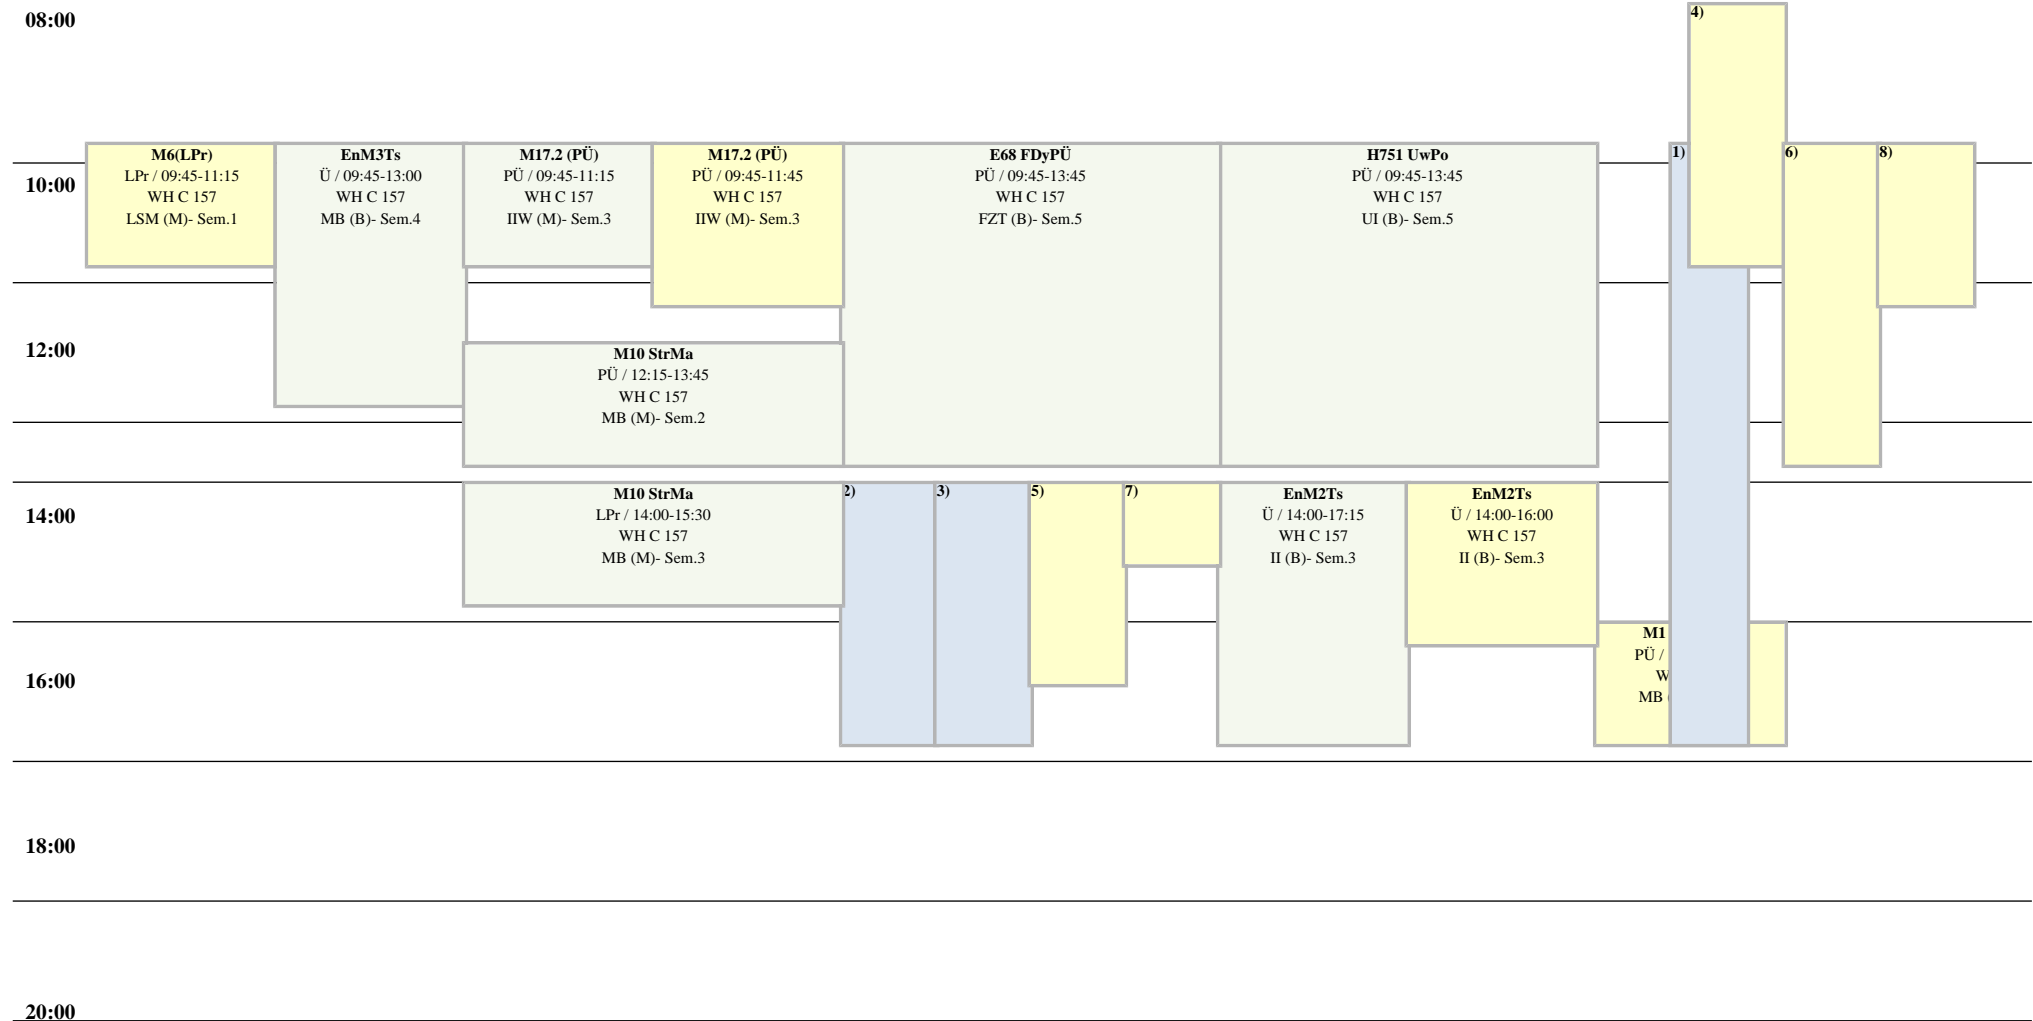 08:00
4)
M6(LPr)
LPr / 09:45-11:15
WH C 157
LSM (M)- Sem.1
EnM3Ts
Ü / 09:45-13:00
WH C 157
MB (B)- Sem.4
M17.2 (PÜ)
PÜ / 09:45-11:15
WH C 157
IIW (M)- Sem.3
M17.2 (PÜ)
PÜ / 09:45-11:45
WH C 157
IIW (M)- Sem.3
E68 FDyPÜ
PÜ / 09:45-13:45
WH C 157
FZT (B)- Sem.5
H751 UwPo
PÜ / 09:45-13:45
WH C 157
UI (B)- Sem.5
1)
6)
8)
10:00
12:00
M10 StrMa
PÜ / 12:15-13:45
WH C 157
MB (M)- Sem.2
14:00
M10 StrMa
LPr / 14:00-15:30
WH C 157
MB (M)- Sem.3
2)
3)
5)
7)
EnM2Ts
Ü / 14:00-17:15
WH C 157
II (B)- Sem.3
EnM2Ts
Ü / 14:00-16:00
WH C 157
II (B)- Sem.3
M1
PÜ /
W
MB (
16:00
18:00
20:00